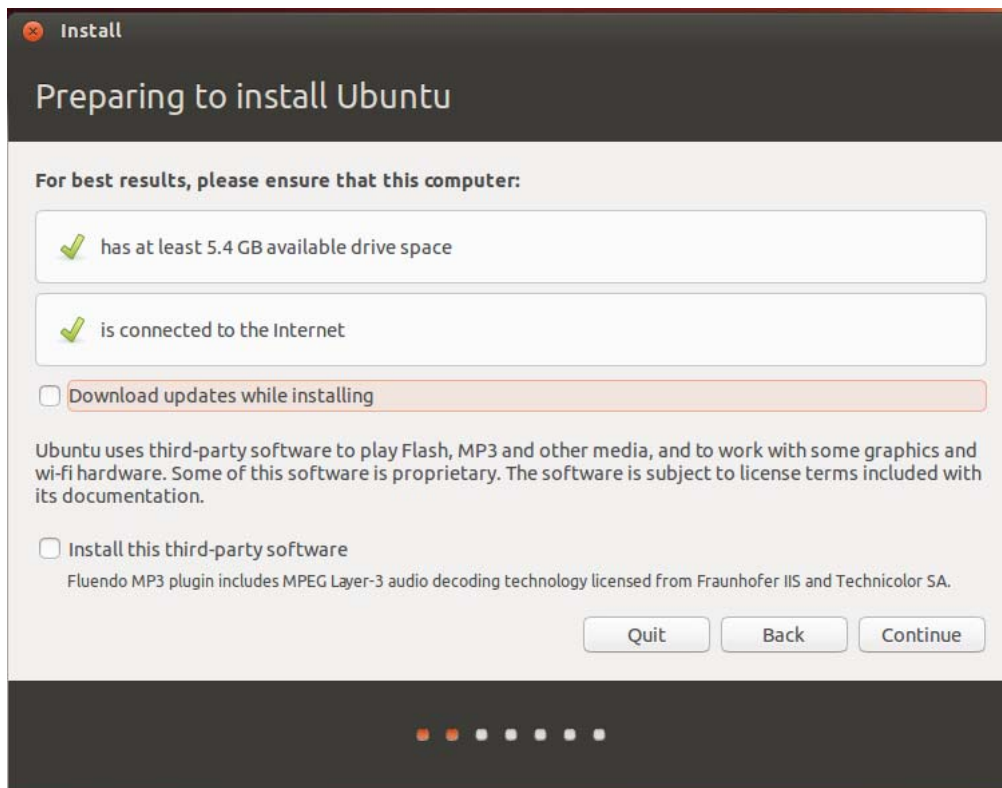 Install
Preparing to install Ubuntu
For best results, please ensure that this computer:
has at least 5.4 GB available drive space
is connected to the Internet
Download updates while installing
Ubuntu uses third-party software to play Flash, MP3 and other media, and to work with some graphics and
wi-fi hardware. Some of this software is proprietary. The software is subject to license terms included with
its documentation.
Install this third-party software
Fluendo MP3 plugin includes MPEG Layer-3 audio decoding technology licensed from Fraunhofer IIS and Technicolor SA.
Quit Back Continue